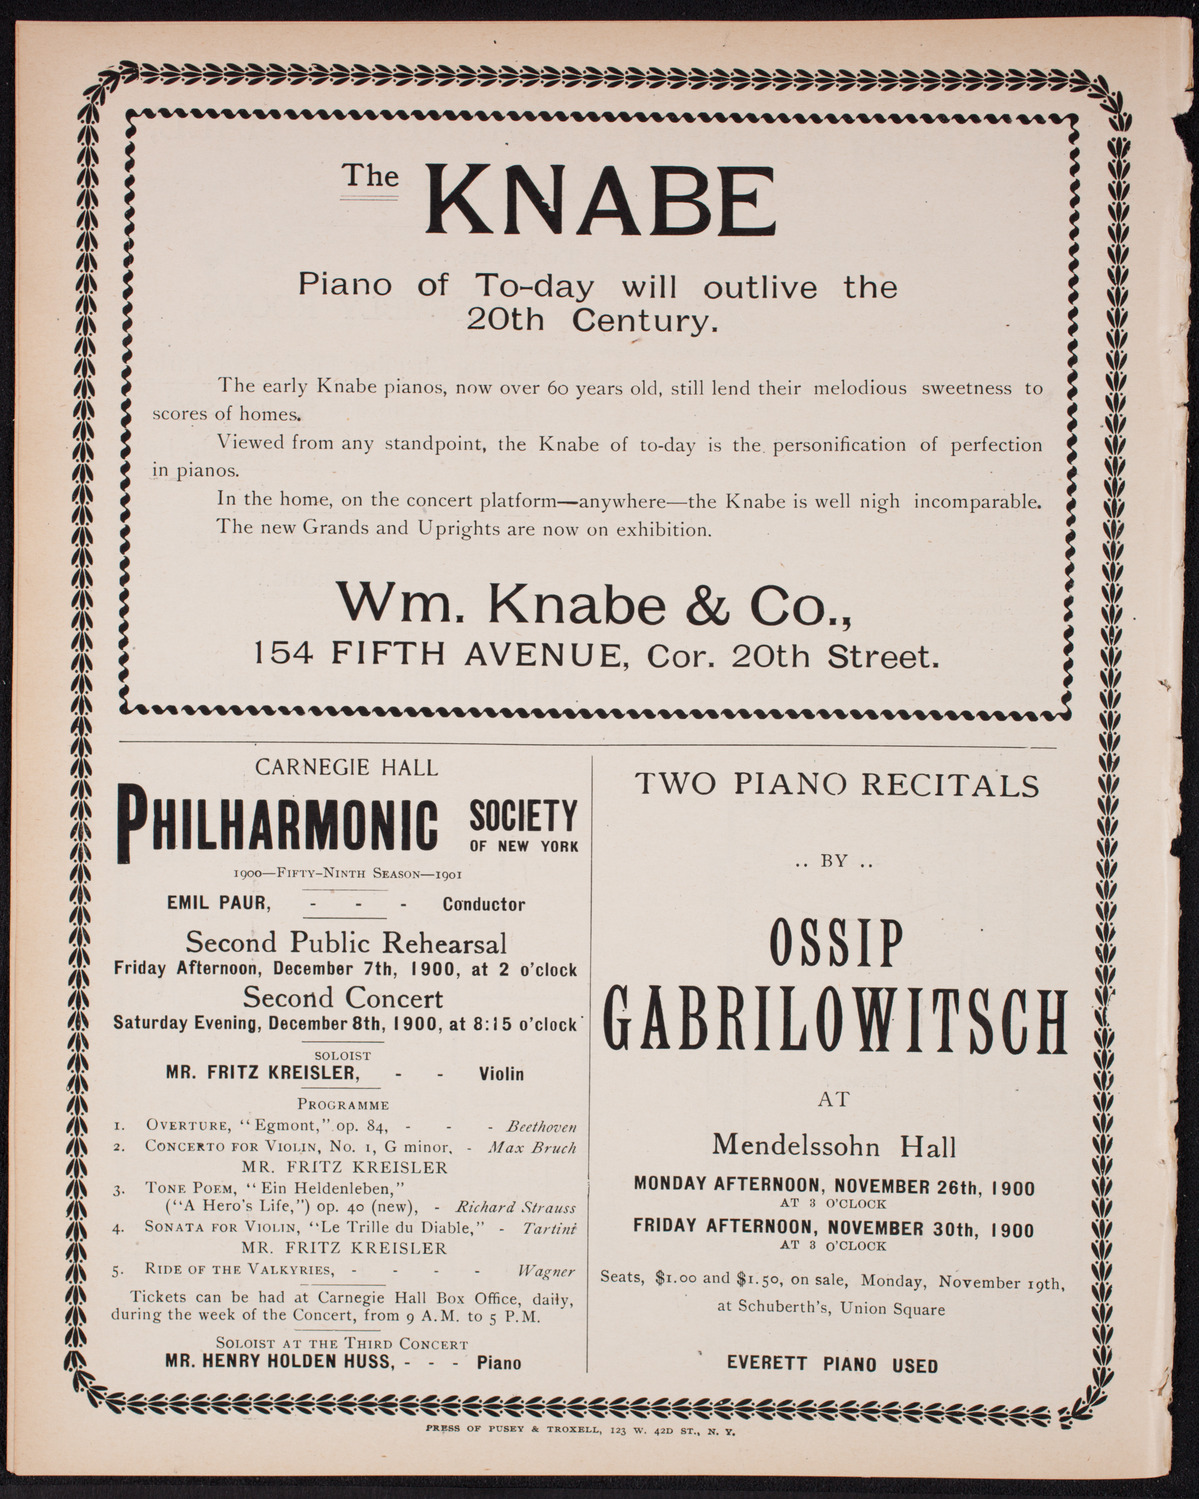 The KNABE
Piano of To-day will outlive the
20th Century.
The early Knabe pianos, now over 60 years old, still lend their melodious sweetness to
scores of homes.
Viewed from any standpoint, the Knabe of to-day is the personification of perfection
in pianos.
In the home, on the concert platform—anywhere—the Knabe is well nigh incomparable.
The new Grands and Uprights are now on exhibition.
Wm. Knabe & Co.,
154 FIFTH AVENUE, Cor. 20th Street.
CARNEGIE HALL
PHILHARMONIC SOCIETY
OF NEW YORK
1900—FIFTY-NINTH SEASON—1901
EMIL PAUR, - - - Conductor
Second Public Rehearsal
Friday Afternoon, December 7th, 1900, at 2 o'clock
Second Concert
Saturday Evening, December 8th, 1900, at 8:15 o'clock
SOLOIST
MR. FRITZ KREISLER, - - Violin
PROGRAMME
1. OVERTURE, "Egmont," op. 84, - - - Beethoven
2. CONCERTO FOR VIOLIN, NO. 1, G minor, - Max Bruch
MR. FRITZ KREISLER
3. TONE POEM, "Ein Heldenleben,"
("A Hero's Life,") op. 40 (new), - Richard Strauss
4. SONATA FOR VIOLIN, "Le Trille du Diable," - Tartini
MR. FRITZ KREISLER
5. RIDE OF THE VALKYRIES, - - - - Wagner
Tickets can be had at Carnegie Hall Box Office, daily,
during the week of the Concert, from 9 A.M. to 5 P.M.
SOLOIST AT THE THIRD CONCERT
MR. HENRY HOLDEN HUSS, - - - Piano
TWO PIANO RECITALS
.. BY ..
OSSIP
GABRILOWITSCH
AT
Mendelssohn Hall
MONDAY AFTERNOON, NOVEMBER 26th, 1900
AT 3 O'CLOCK
FRIDAY AFTERNOON, NOVEMBER 30th, 1900
AT 3 O'CLOCK
Seats, $1.00 and $1.50, on sale, Monday, November 19th,
at Schuberth's, Union Square
EVERETT PIANO USED
PRESS OF PUSEY & TROXELL, 123 W. 42D ST., N. Y.